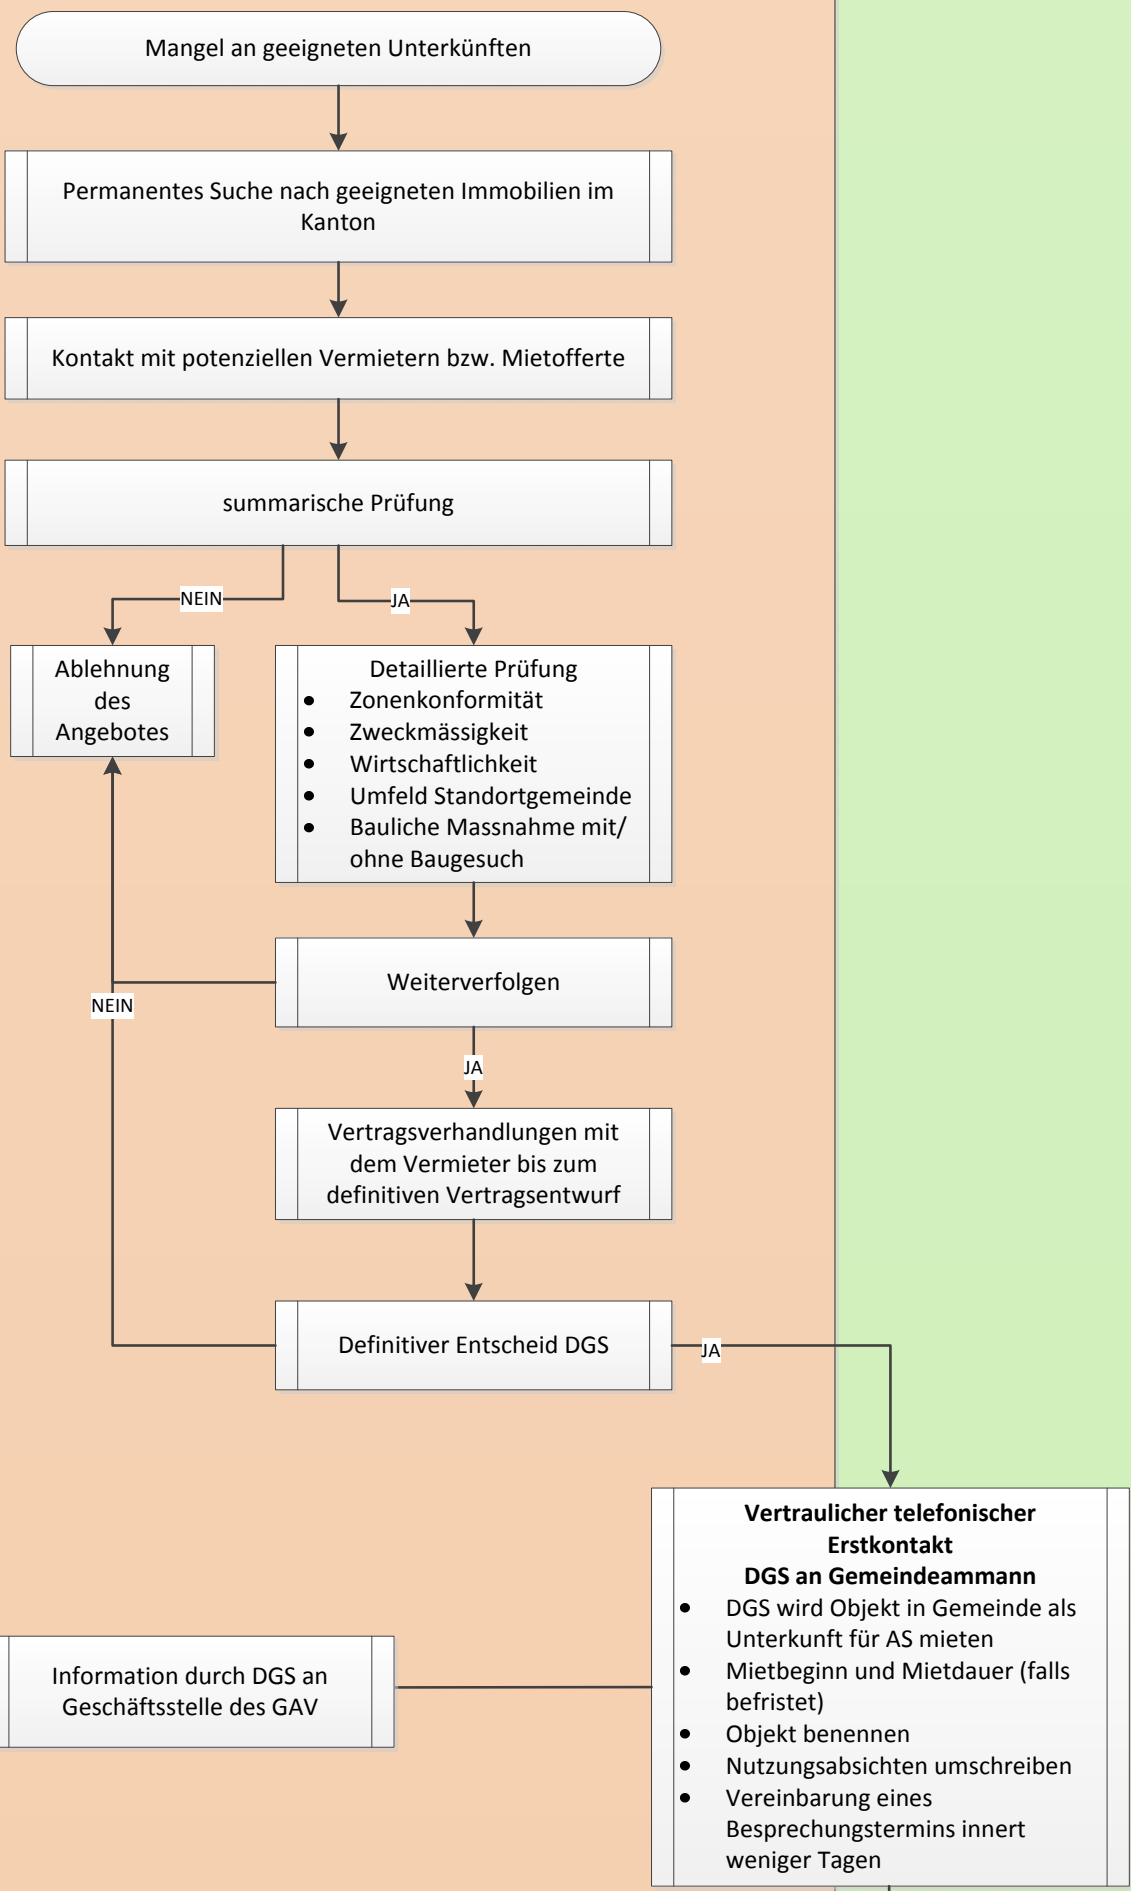 Mangel an geeigneten Unterkünften
Permanentes Suche nach geeigneten Immobilien im
Kanton
Kontakt mit potenziellen Vermietern bzw. Mietofferte
summarische Prüfung
NEIN
JA
Ablehnung
des
Angebotes
Detaillierte Prüfung
• Zonenkonformität
• Zweckmässigkeit
• Wirtschaftlichkeit
• Umfeld Standortgemeinde
• Bauliche Massnahme mit/
ohne Baugesuch
Weiterverfolgen
NEIN
JA
Vertragsverhandlungen mit
dem Vermieter bis zum
definitiven Vertragsentwurf
Definitiver Entscheid DGS
JA
Vertraulicher telefonischer
Erstkontakt
DGS an Gemeindeammann
• DGS wird Objekt in Gemeinde als
Unterkunft für AS mieten
• Mietbeginn und Mietdauer (falls
befristet)
• Objekt benennen
• Nutzungsabsichten umschreiben
• Vereinbarung eines
Besprechungstermins innert
weniger Tagen
Information durch DGS an
Geschäftsstelle des GAV